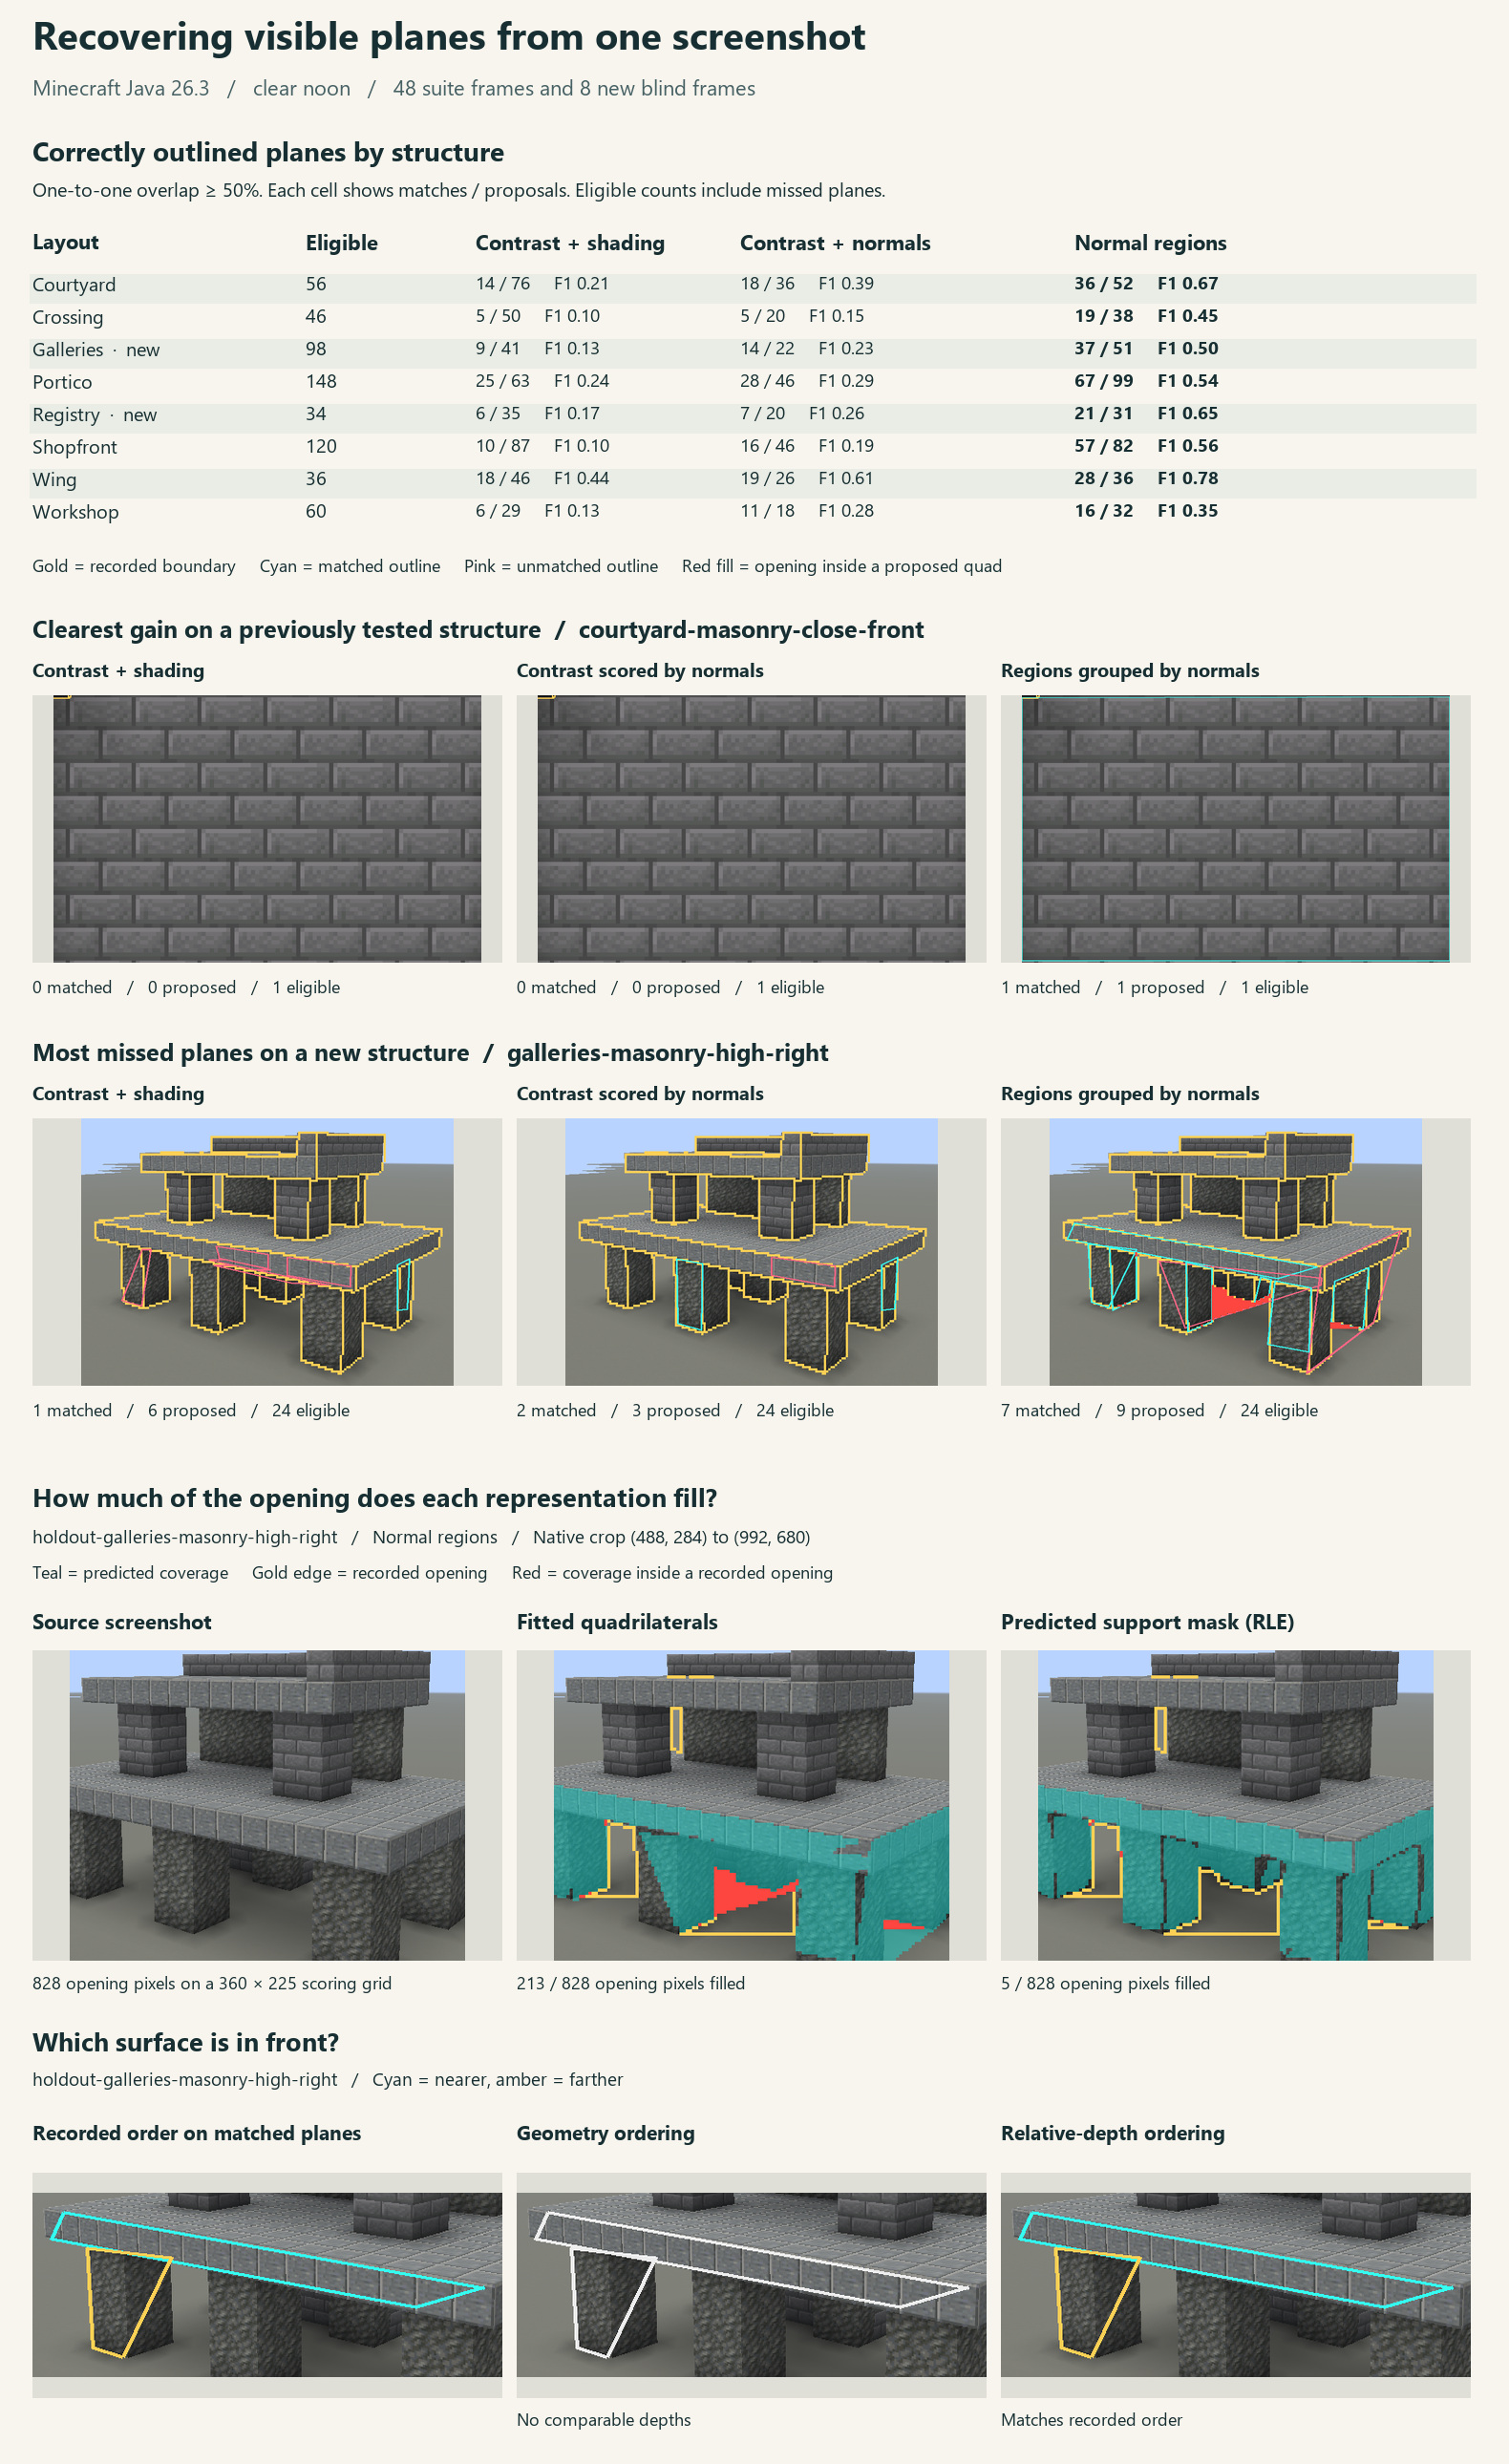 Recovering visible planes from one screenshot
Minecraft Java 26.3 / clear noon / 48 suite frames and 8 new blind frames
Correctly outlined planes by structure
One-to-one overlap ≥ 50%. Each cell shows matches / proposals. Eligible counts include missed planes.
Layout Eligible Contrast + shading Contrast + normals Normal regions
Courtyard 56 14 / 76 F1 0.21 18 / 36 F1 0.39 36 / 52 F1 0.67
Crossing 46 5 / 50 F1 0.10 5 / 20 F1 0.15 19 / 38 F1 0.45
Galleries · new 98 9 / 41 F1 0.13 14 / 22 F1 0.23 37 / 51 F1 0.50
Portico 148 25 / 63 F1 0.24 28 / 46 F1 0.29 67 / 99 F1 0.54
Registry · new 34 6 / 35 F1 0.17 7 / 20 F1 0.26 21 / 31 F1 0.65
Shopfront 120 10 / 87 F1 0.10 16 / 46 F1 0.19 57 / 82 F1 0.56
Wing 36 18 / 46 F1 0.44 19 / 26 F1 0.61 28 / 36 F1 0.78
Workshop 60 6 / 29 F1 0.13 11 / 18 F1 0.28 16 / 32 F1 0.35
Gold = recorded boundary Cyan = matched outline Pink = unmatched outline Red fill = opening inside a proposed quad
Clearest gain on a previously tested structure / courtyard-masonry-close-front
Contrast + shading Contrast scored by normals Regions grouped by normals
0 matched / 0 proposed / 1 eligible 0 matched / 0 proposed / 1 eligible 1 matched / 1 proposed / 1 eligible
Most missed planes on a new structure / galleries-masonry-high-right
Contrast + shading Contrast scored by normals Regions grouped by normals
1 matched / 6 proposed / 24 eligible 2 matched / 3 proposed / 24 eligible 7 matched / 9 proposed / 24 eligible
How much of the opening does each representation fill?
holdout-galleries-masonry-high-right / Normal regions / Native crop (488, 284) to (992, 680)
Teal = predicted coverage Gold edge = recorded opening Red = coverage inside a recorded opening
Source screenshot Fitted quadrilaterals Predicted support mask (RLE)
828 opening pixels on a 360 × 225 scoring grid 213 / 828 opening pixels filled 5 / 828 opening pixels filled
Which surface is in front?
holdout-galleries-masonry-high-right / Cyan = nearer, amber = farther
Recorded order on matched planes Geometry ordering Relative-depth ordering
No comparable depths Matches recorded order